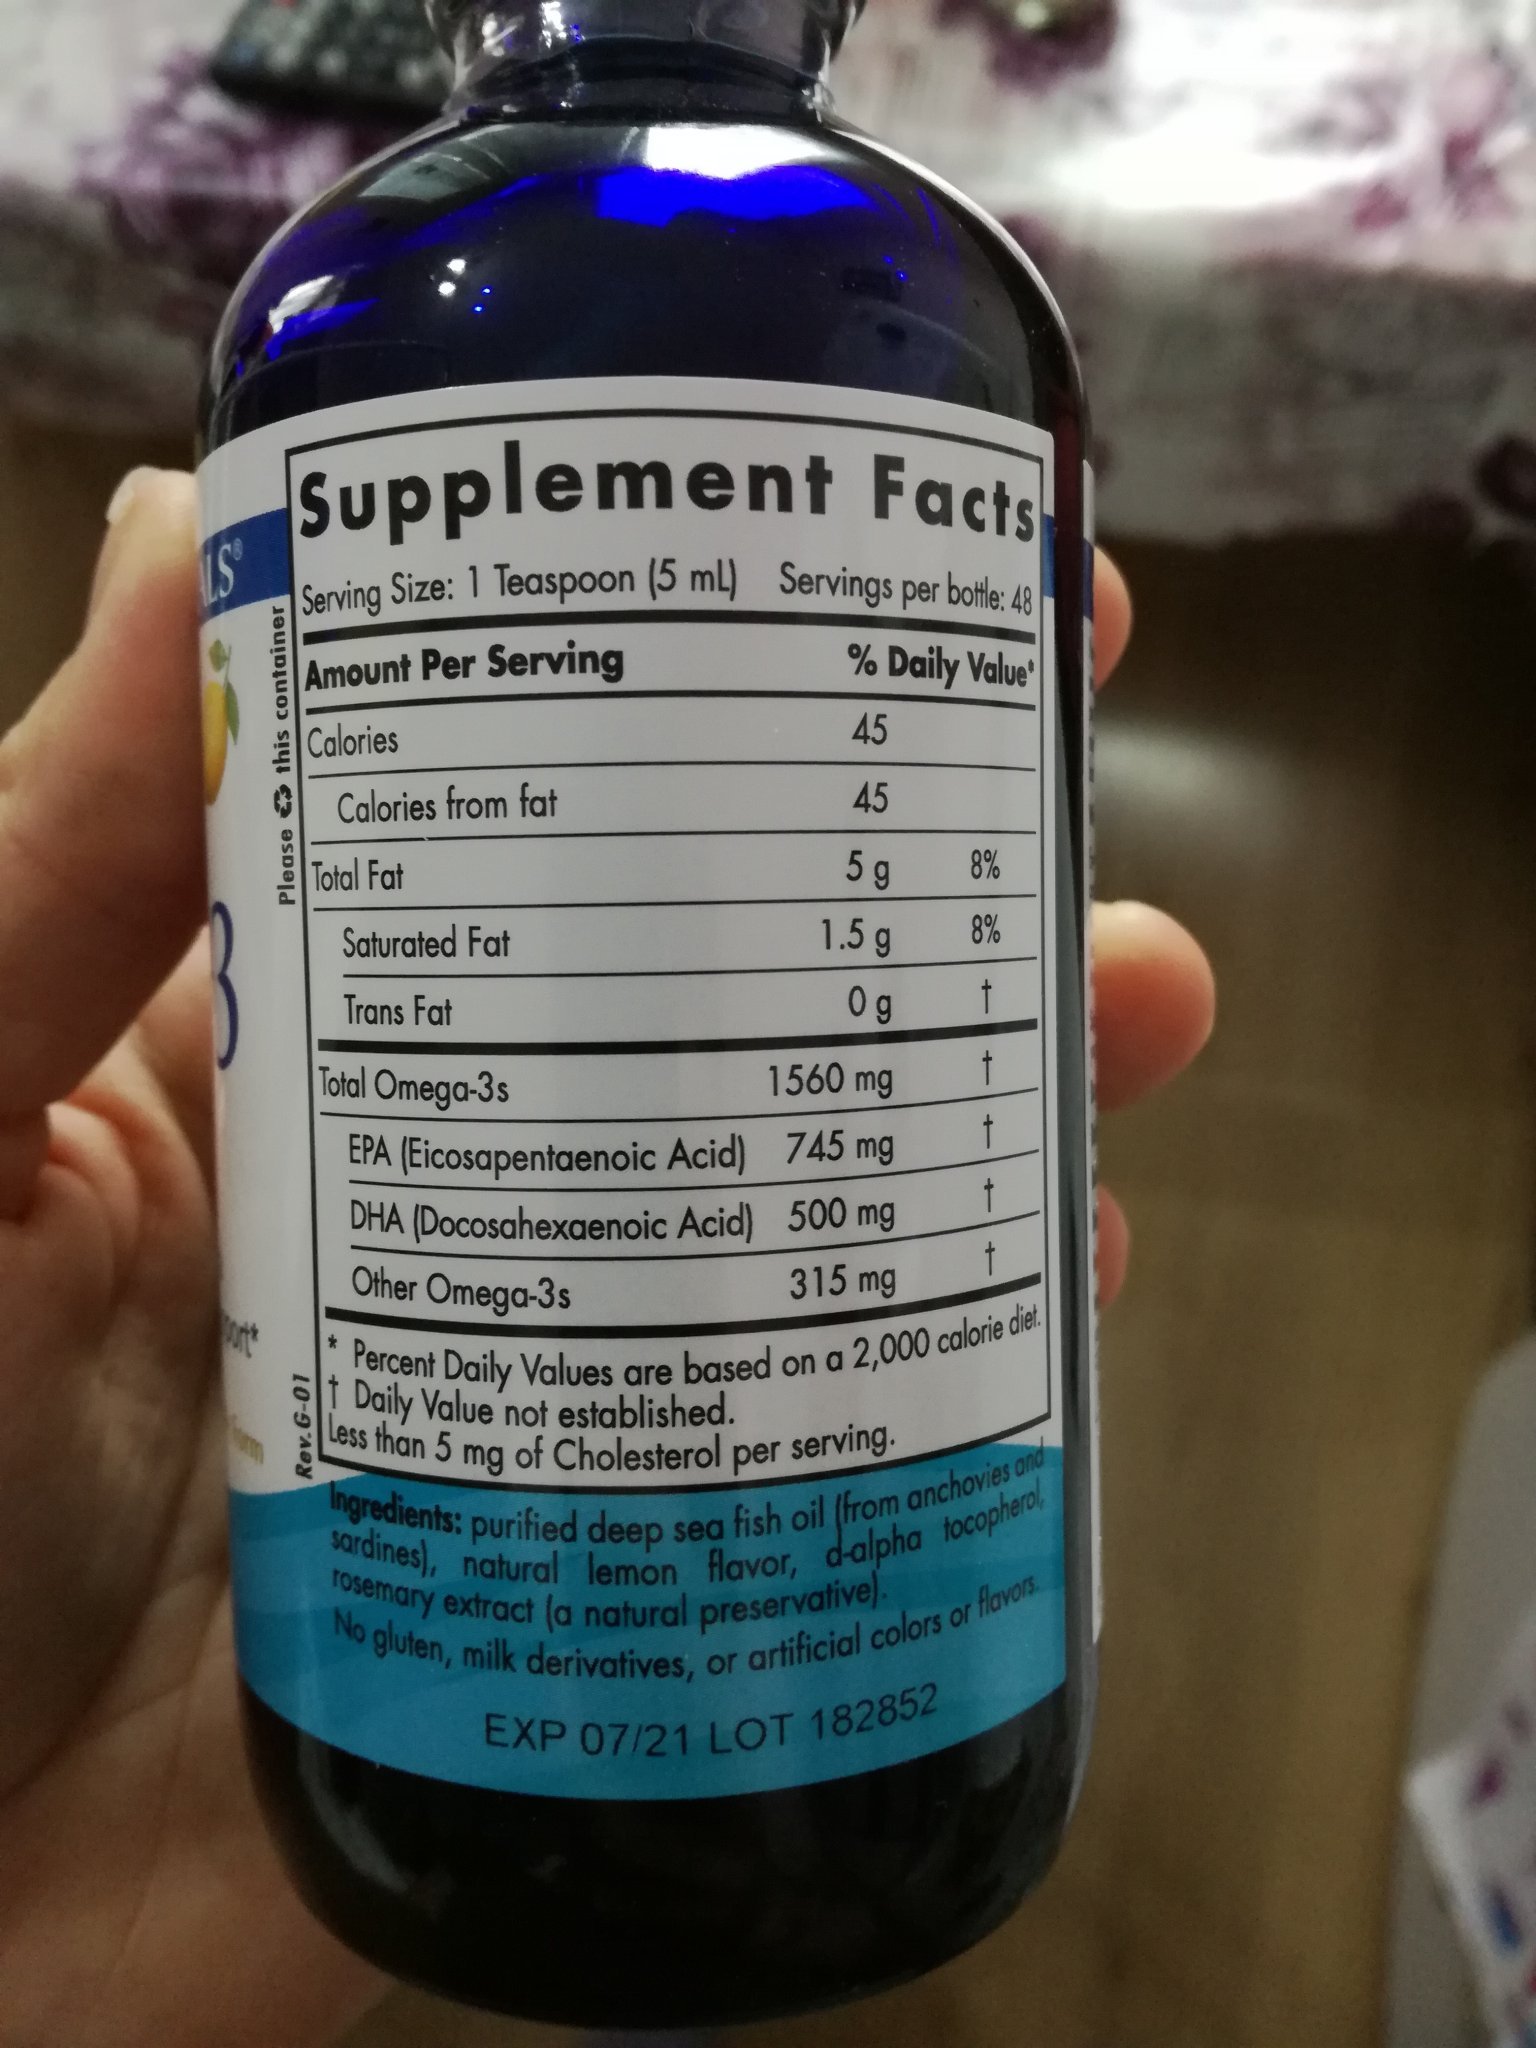 LS®
Please ♻ this container
3
Rev.G-01
Supplement Facts
Serving Size: 1 Teaspoon (5 mL) Servings per bottle: 48
Amount Per Serving % Daily Value*
Calories 45
Calories from fat 45
Total Fat 5 g 8%
Saturated Fat 1.5 g 8%
Trans Fat 0 g †
Total Omega-3s 1560 mg †
EPA (Eicosapentaenoic Acid) 745 mg †
DHA (Docosahexaenoic Acid) 500 mg †
Other Omega-3s 315 mg †
* Percent Daily Values are based on a 2,000 calorie diet.
† Daily Value not established.
Less than 5 mg of Cholesterol per serving.
Ingredients: purified deep sea fish oil (from anchovies and
sardines), natural lemon flavor, d-alpha tocopherol,
rosemary extract (a natural preservative).
No gluten, milk derivatives, or artificial colors or flavors.
EXP 07/21 LOT 182852